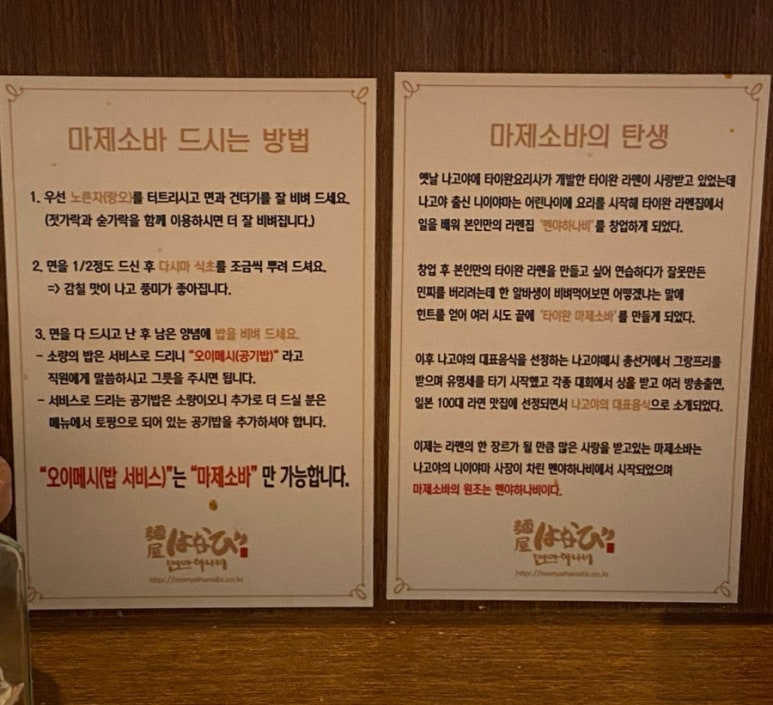 마제소바 드시는 방법
1. 우선 노른자(랑오)를 터트리시고 면과 건더기를 잘 비벼 드세요.
(젓가락과 숟가락을 함께 이용하시면 더 잘 비벼집니다.)
2. 면을 1/2정도 드신 후 다시마 식초를 조금씩 뿌려 드셔요.
=> 감칠 맛이 나고 풍미가 좋아집니다.
3. 면을 다 드시고 난 후 남은 양념에 밥을 비벼 드세요.
- 소량의 밥은 서비스로 드리니 "오이메시(공기밥)" 라고
직원에게 말씀하시고 그릇을 주시면 됩니다.
- 서비스로 드리는 공기밥은 소량이오니 추가로 더 드실 분은
메뉴에서 토핑으로 되어 있는 공기밥을 추가하셔야 합니다.
"오이메시(밥 서비스)"는 "마제소바" 만 가능합니다.
麺屋 はなび
멘야하나비
http://menyahanabi.co.kr
마제소바의 탄생
옛날 나고야에 타이완요리사가 개발한 타이완 라멘이 사랑받고 있었는데
나고야 출신 니이야마는 어린나이에 요리를 시작해 타이완 라멘집에서
일을 배워 본인만의 라멘집 '멘야하나비'를 창업하게 되었다.
창업 후 본인만의 타이완 라멘을 만들고 싶어 연습하다가 잘못만든
민찌를 버리려는데 한 알바생이 비벼먹어보면 어떻겠냐는 말에
힌트를 얻어 여러 시도 끝에 '타이완 마제소바'를 만들게 되었다.
이후 나고야의 대표음식을 선정하는 나고야메시 총선거에서 그랑프리를
받으며 유명세를 타기 시작했고 각종 대회에서 상을 받고 여러 방송출연,
일본 100대 라면 맛집에 선정되면서 나고야의 대표음식으로 소개되었다.
이제는 라멘의 한 장르가 될 만큼 많은 사랑을 받고있는 마제소바는
나고야의 니이야마 사장이 차린 멘야하나비에서 시작되었으며
마제소바의 원조는 멘야하나비이다.
麺屋 はなび
멘야하나비
http://menyahanabi.co.kr